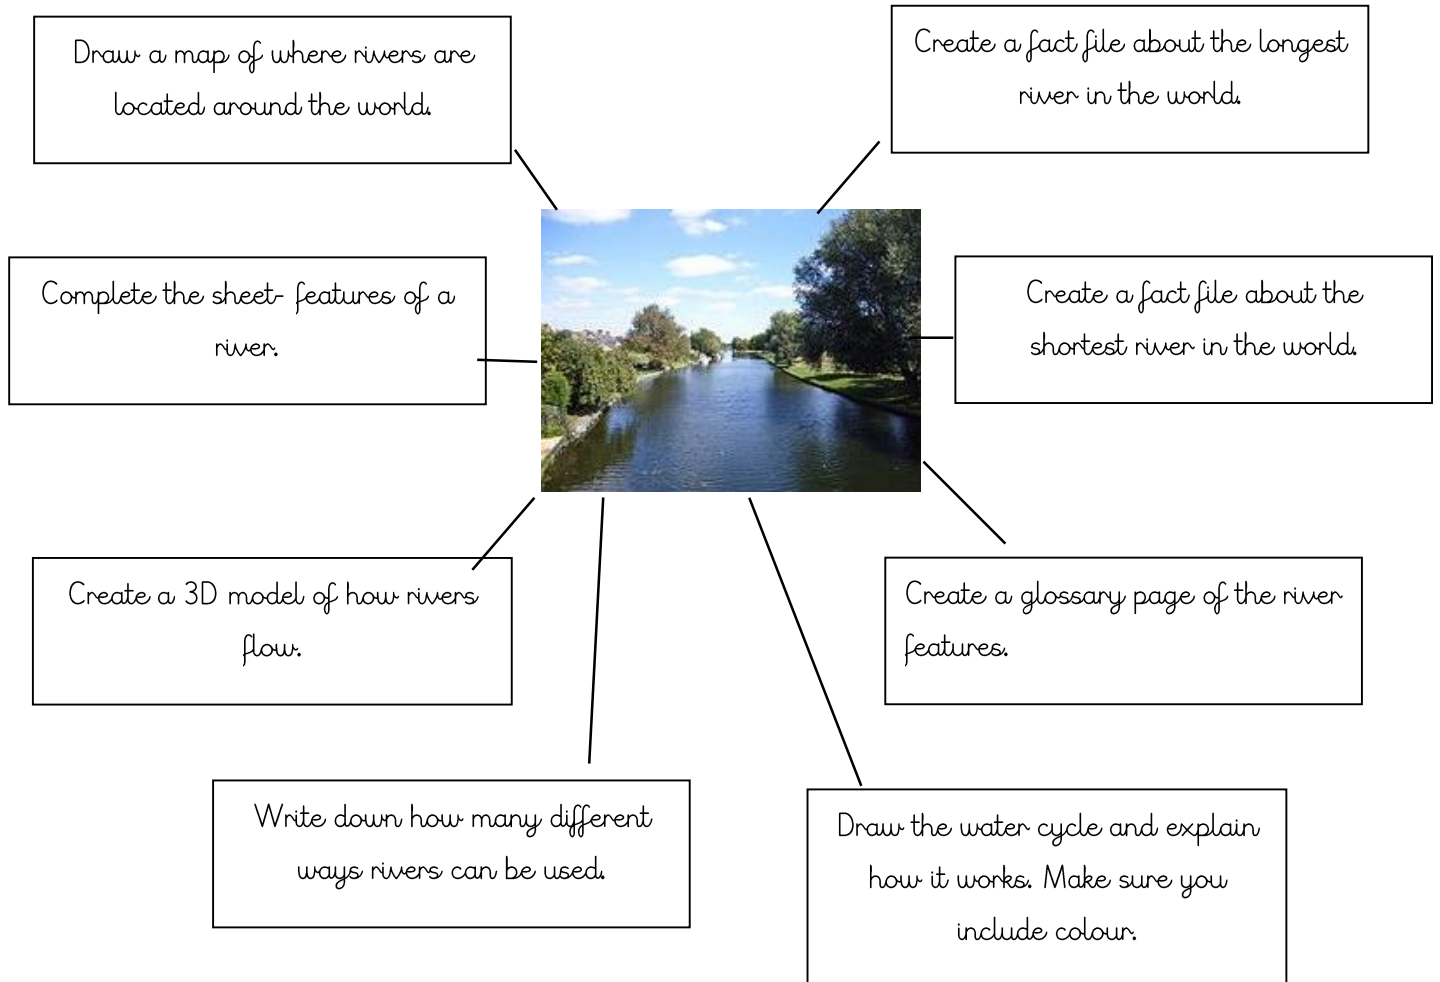 Draw a map of where rivers are
located around the world.
Create a fact file about the longest
river in the world.
Complete the sheet- features of a
river.
Create a fact file about the
shortest river in the world.
Create a 3D model of how rivers
flow.
Create a glossary page of the river
features.
Write down how many different
ways rivers can be used.
Draw the water cycle and explain
how it works. Make sure you
include colour.